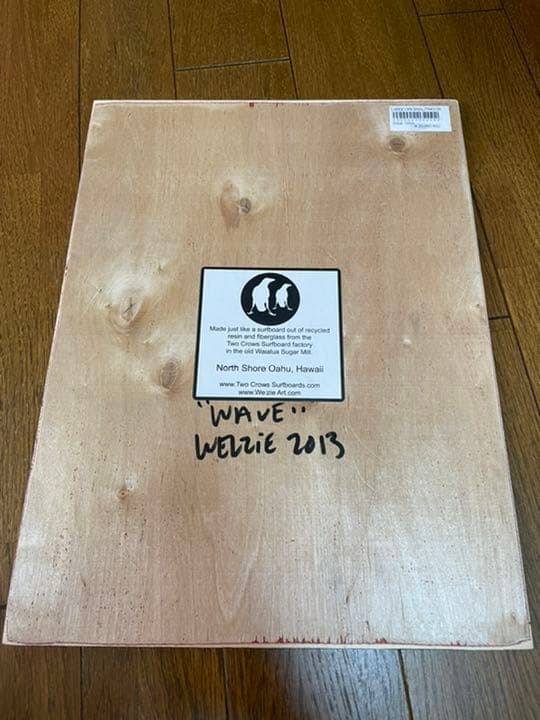 Made just like a surfboard out of recycled
resin and fiberglass from the
Two Crows Surfboard factory
in the old Waialua Sugar Mill.
North Shore Oahu, Hawaii
www.Two Crows Surfboards.com
www.Welzie Art.com
"WAVE"
WELZIE 2013